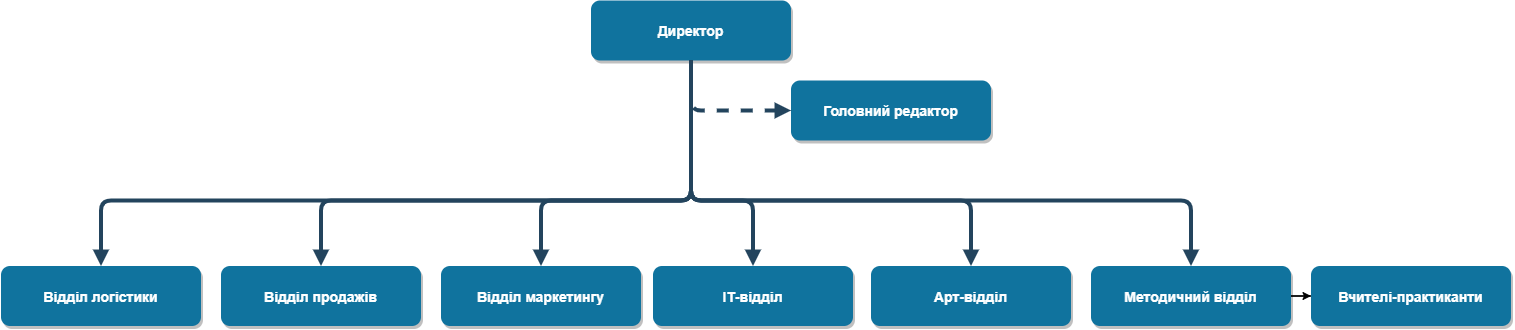 Директор
Головний редактор
Відділ логістики
Відділ продажів
Відділ маркетингу
ІТ-відділ
Арт-відділ
Методичний відділ
Вчителі-практиканти